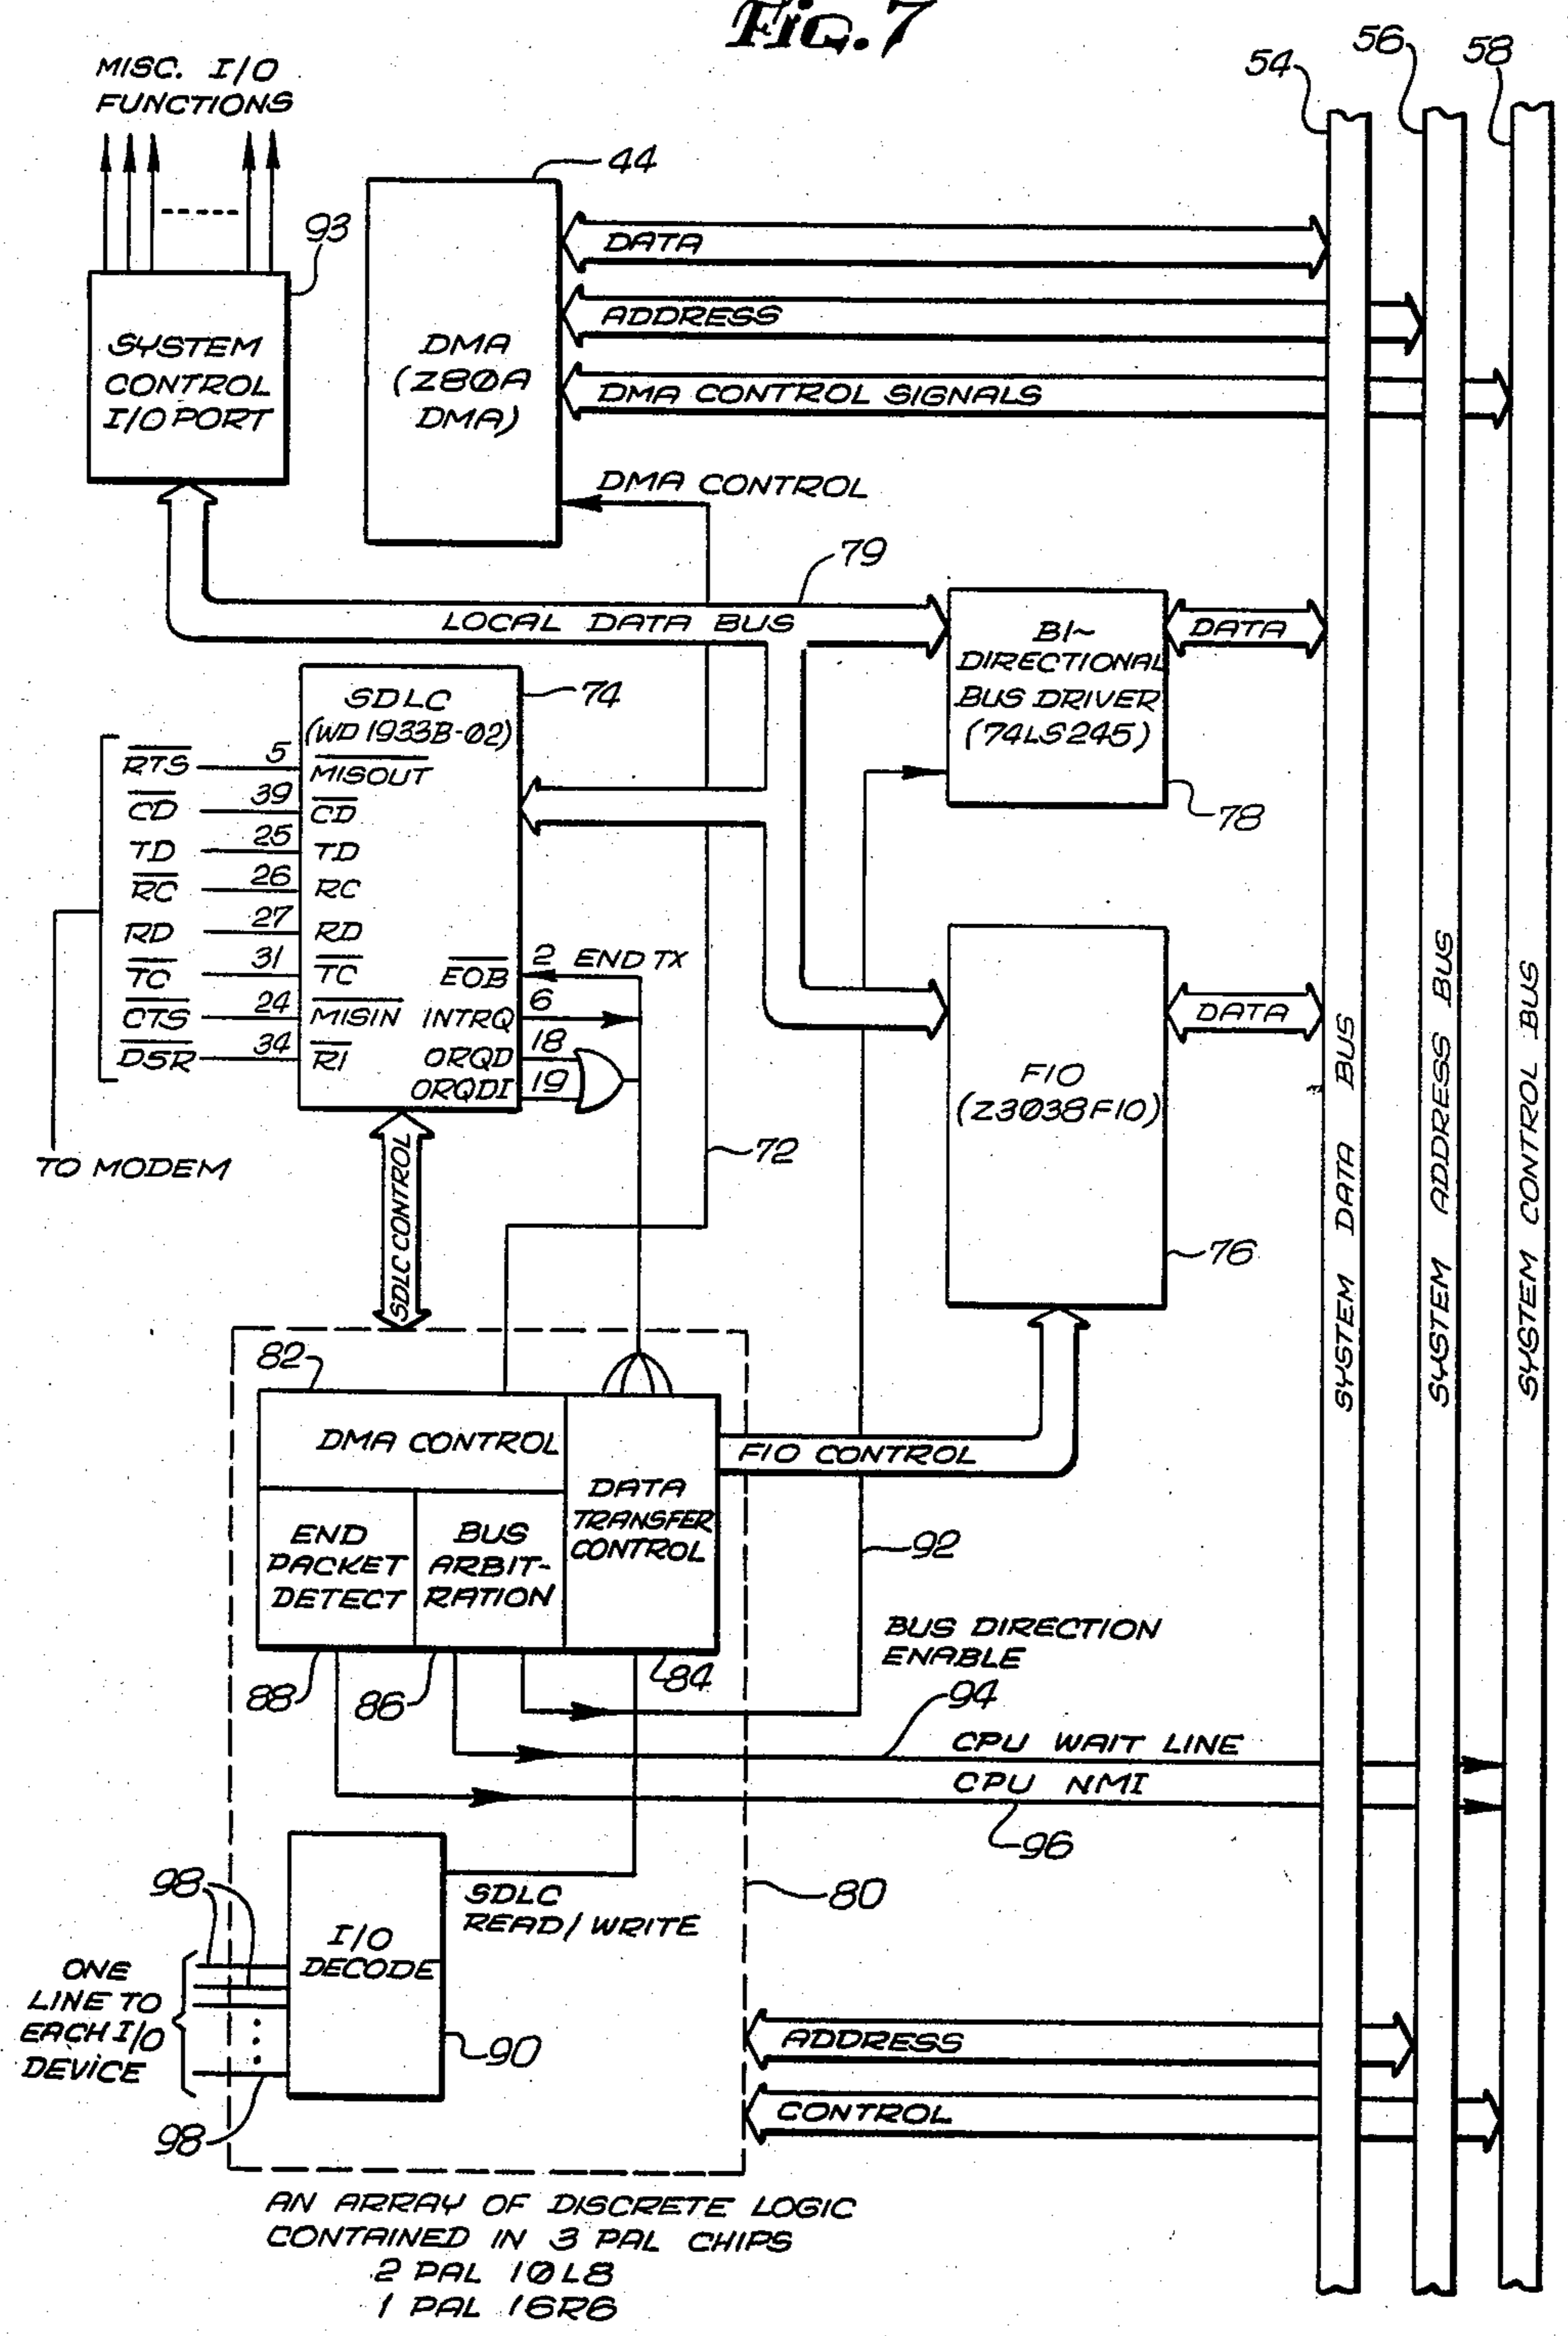 Fig. 7
54
56
58
MISC. I/O
FUNCTIONS
44
93
DATA
ADDRESS
DMA CONTROL SIGNALS
DMA
(Z80A
DMA)
SYSTEM
CONTROL
I/O PORT
DMA CONTROL
79
LOCAL DATA BUS
BI~
DIRECTIONAL
BUS DRIVER
(74LS245)
DATA
78
SDLC
(WD 1933B-02)
74
RTS 5 MISOUT
CD 39 CD
TD 25 TD
RC 26 RC
RD 27 RD
TC 31 TC
CTS 24 MISIN
DSR 34 RI
EOB 2 END TX
INTRQ 6
ORQD 18
ORQDI 19
TO MODEM
SDLC CONTROL
72
FIO
(Z3038FIO)
DATA
76
SYSTEM DATA BUS
SYSTEM ADDRESS BUS
SYSTEM CONTROL BUS
82
DMA CONTROL
FIO CONTROL
DATA
TRANSFER
CONTROL
END
PACKET
DETECT
BUS
ARBIT-
RATION
92
88
86
84
BUS DIRECTION
ENABLE
94
CPU WAIT LINE
CPU NMI
96
98
SDLC
READ/WRITE
80
I/O
DECODE
ONE
LINE TO
EACH I/O
DEVICE
90
98
ADDRESS
CONTROL
AN ARRAY OF DISCRETE LOGIC
CONTAINED IN 3 PAL CHIPS
2 PAL 10L8
1 PAL 16R6